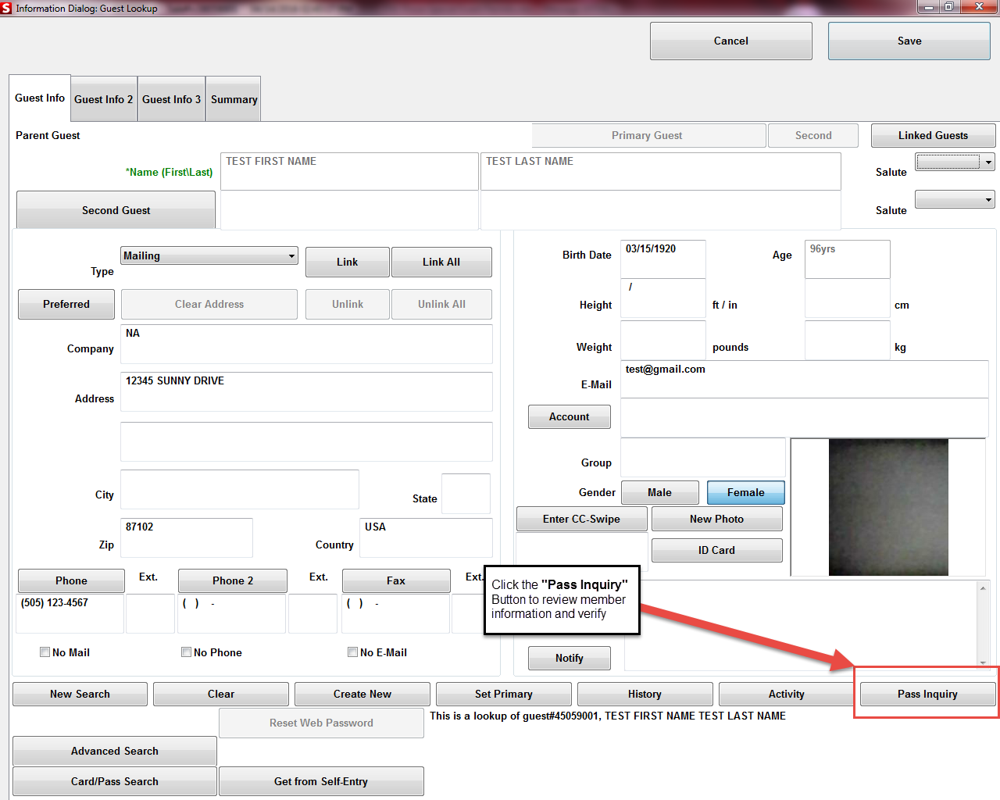 S Information Dialog: Guest Lookup
Cancel
Save
Guest Info
Guest Info 2
Guest Info 3
Summary
Parent Guest
Primary Guest
Second
Linked Guests
*Name (First\Last)
TEST FIRST NAME
TEST LAST NAME
Salute
Second Guest
Salute
Type
Mailing
Link
Link All
Preferred
Clear Address
Unlink
Unlink All
Company
NA
Address
12345 SUNNY DRIVE
City
State
Zip
87102
Country
USA
Phone
Ext.
Phone 2
Ext.
Fax
Ext.
(505) 123-4567
( ) -
( ) -
No Mail
No Phone
No E-Mail
Birth Date
03/15/1920
Age
96yrs
Height
/
ft / in
cm
Weight
pounds
kg
E-Mail
test@gmail.com
Account
Group
Gender
Male
Female
Enter CC-Swipe
New Photo
ID Card
Click the "Pass Inquiry"
Button to review member
information and verify
Notify
New Search
Clear
Create New
Set Primary
History
Activity
Pass Inquiry
Reset Web Password
This is a lookup of guest#45059001, TEST FIRST NAME TEST LAST NAME
Advanced Search
Card/Pass Search
Get from Self-Entry